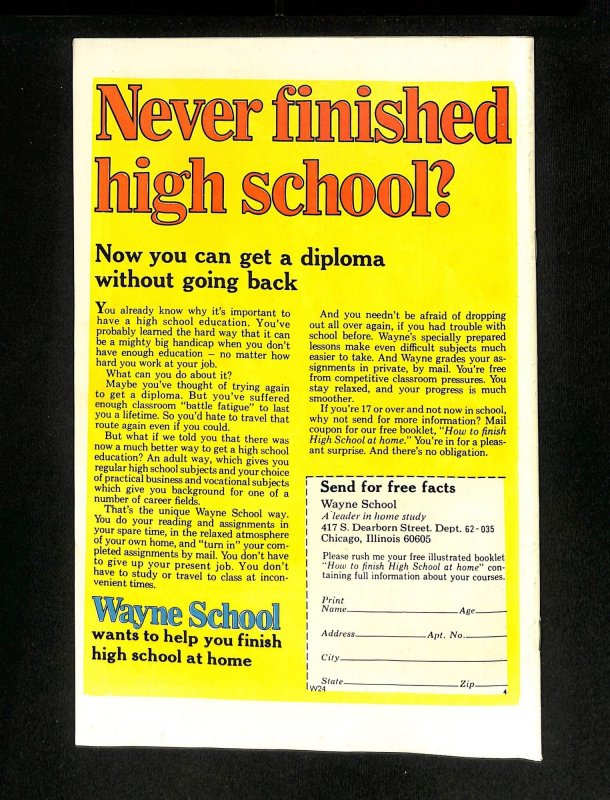 Never finished
high school?
Now you can get a diploma
without going back
You already know why it's important to
have a high school education. You've
probably learned the hard way that it can
be a mighty big handicap when you don't
have enough education – no matter how
hard you work at your job.
What can you do about it?
Maybe you've thought of trying again
to get a diploma. But you've suffered
enough classroom "battle fatigue" to last
you a lifetime. So you'd hate to travel that
route again even if you could.
But what if we told you that there was
now a much better way to get a high school
education? An adult way, which gives you
regular high school subjects and your choice
of practical business and vocational subjects
which give you background for one of a
number of career fields.
That's the unique Wayne School way.
You do your reading and assignments in
your spare time, in the relaxed atmosphere
of your own home, and "turn in" your com-
pleted assignments by mail. You don't have
to give up your present job. You don't
have to study or travel to class at incon-
venient times.
Wayne School
wants to help you finish
high school at home
And you needn't be afraid of dropping
out all over again, if you had trouble with
school before. Wayne's specially prepared
lessons make even difficult subjects much
easier to take. And Wayne grades your as-
signments in private, by mail. You're free
from competitive classroom pressures. You
stay relaxed, and your progress is much
smoother.
If you're 17 or over and not now in school,
why not send for more information? Mail
coupon for our free booklet, "How to finish
High School at home." You're in for a pleas-
ant surprise. And there's no obligation.
Send for free facts
Wayne School
A leader in home study
417 S. Dearborn Street. Dept. 62-035
Chicago, Illinois 60605
Please rush me your free illustrated booklet
"How to finish High School at home" con-
taining full information about your courses.
Print
Name Age
Address Apt. No.
City
State Zip
W24 4